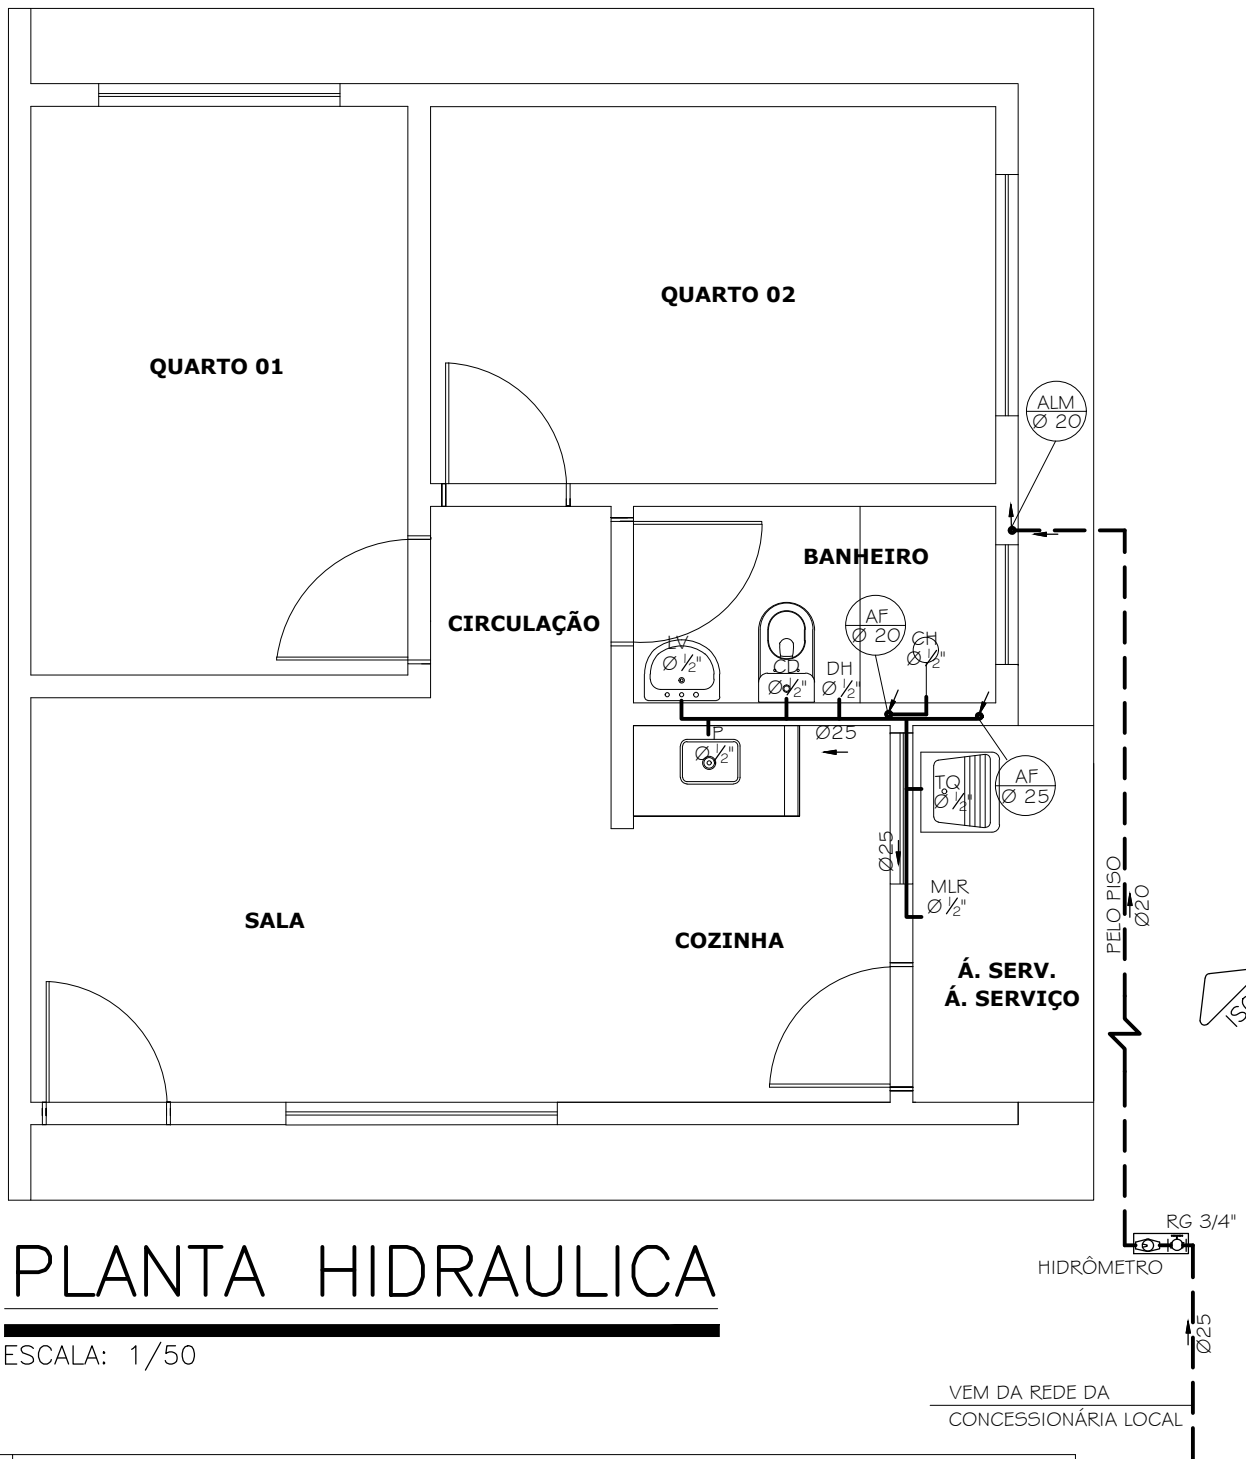 QUARTO 02
QUARTO 01
ALM
Ø 20
BANHEIRO
CIRCULAÇÃO
AF
Ø 20
CH
Ø ½"
LV
Ø ½"
CD
Ø ½"
DH
Ø ½"
P
Ø ½"
Ø25
TQ
Ø ½"
AF
Ø 25
Ø25
MLR
Ø ½"
PELO PISO
Ø20
SALA
COZINHA
Á. SERV.
Á. SERVIÇO
RG 3/4"
HIDRÔMETRO
PLANTA HIDRAULICA
ESCALA: 1/50
Ø25
VEM DA REDE DA
CONCESSIONÁRIA LOCAL